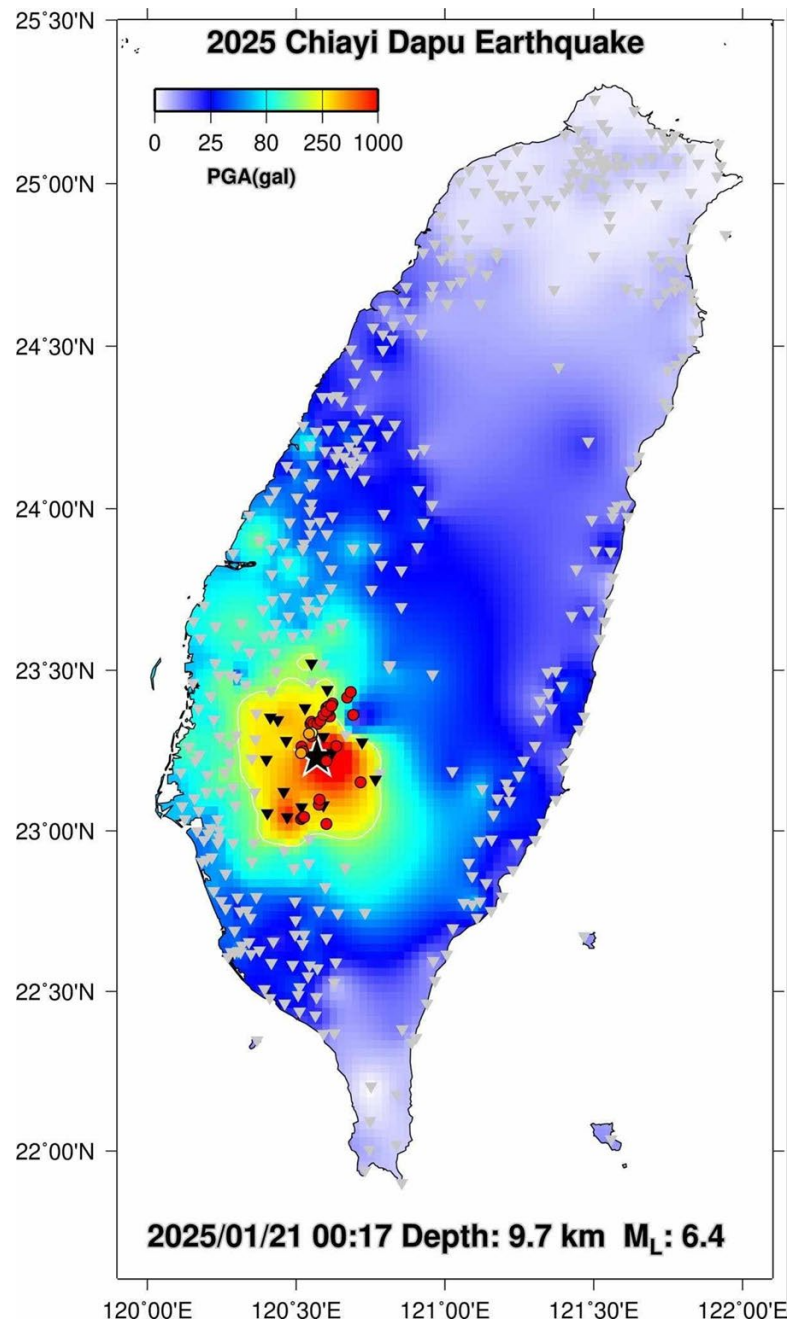 2025 Chiayi Dapu Earthquake
0 25 80 250 1000
PGA(gal)
25°30'N
25°00'N
24°30'N
24°00'N
23°30'N
23°00'N
22°30'N
22°00'N
2025/01/21 00:17 Depth: 9.7 km ML: 6.4
120°00'E 120°30'E 121°00'E 121°30'E 122°00'E